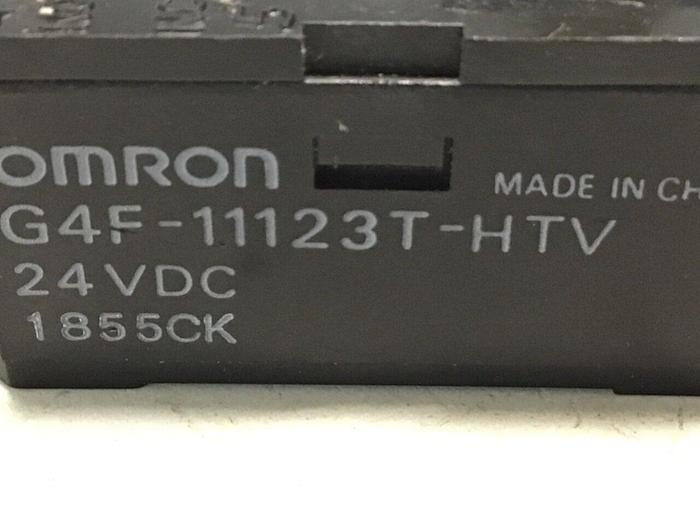 omron
MADE IN CH
G4F-11123T-HTV
24VDC
1855CK